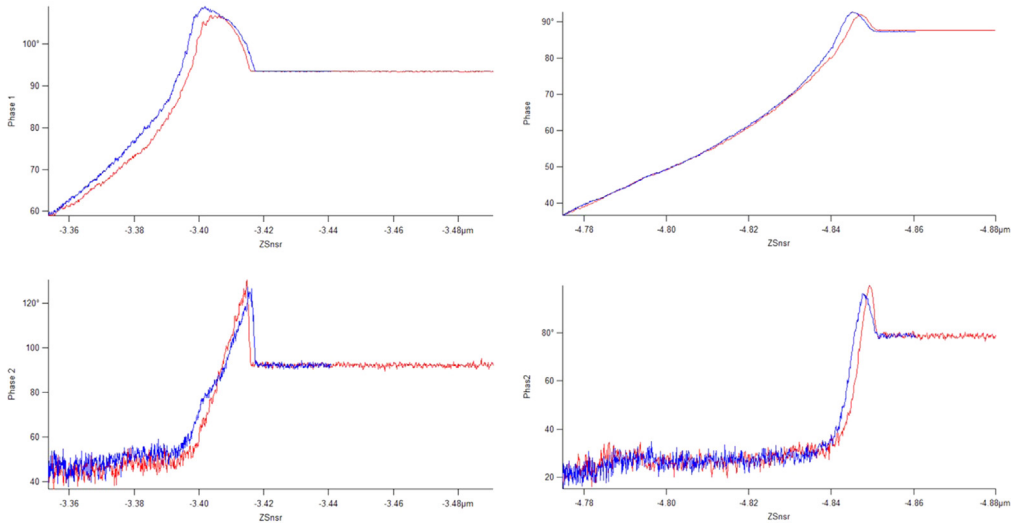 100°
90
80
70
60
Phase 1
-3.36 -3.38 -3.40 -3.42 -3.44 -3.46 -3.48µm
ZSnsr
90°
80
70
60
50
40
Phase
-4.78 -4.80 -4.82 -4.84 -4.86 -4.88µm
ZSnsr
120°
100
80
60
40
Phase 2
-3.36 -3.38 -3.40 -3.42 -3.44 -3.46 -3.48µm
ZSnsr
80°
60
40
20
Phas2
-4.78 -4.80 -4.82 -4.84 -4.86 -4.88µm
ZSnsr